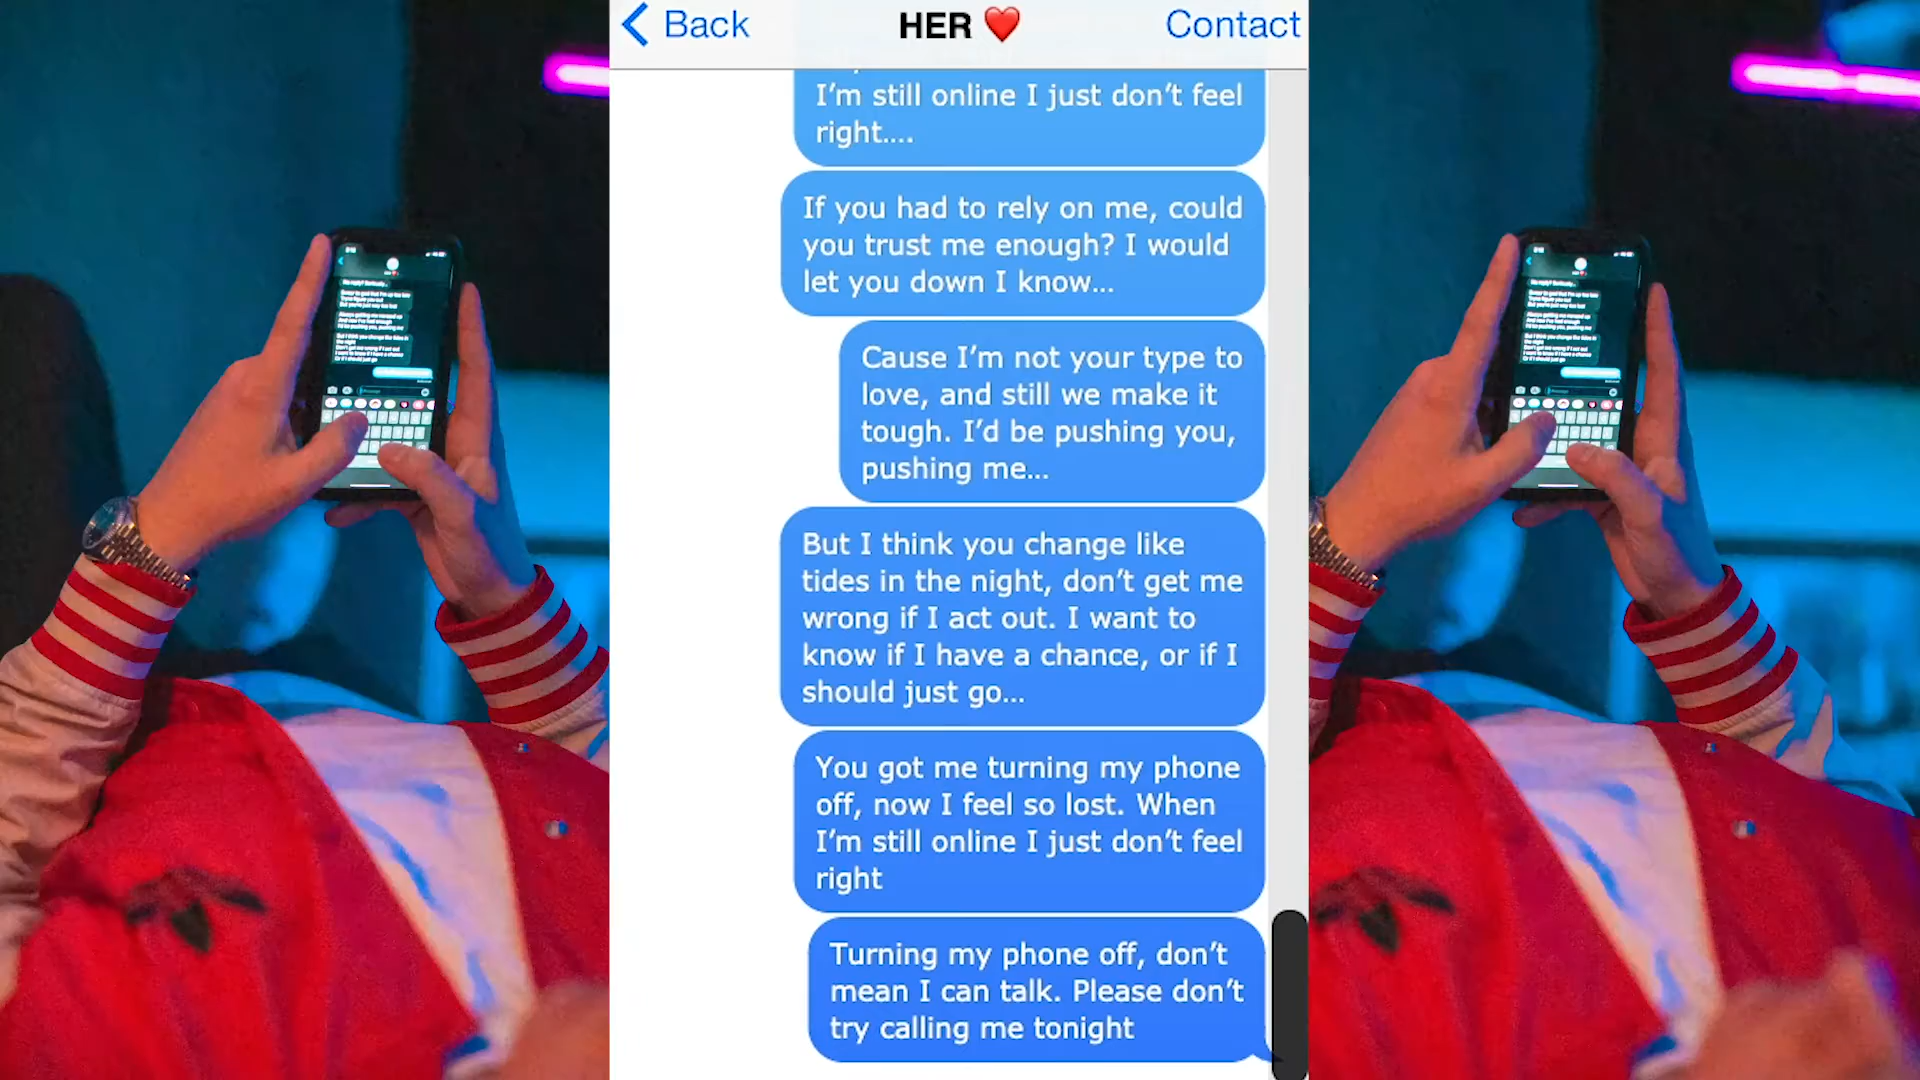 Back
HER ❤️
Contact
I'm still online I just don't feel
right....
If you had to rely on me, could
you trust me enough? I would
let you down I know...
Cause I'm not your type to
love, and still we make it
tough. I'd be pushing you,
pushing me...
But I think you change like
tides in the night, don't get me
wrong if I act out. I want to
know if I have a chance, or if I
should just go...
You got me turning my phone
off, now I feel so lost. When
I'm still online I just don't feel
right
Turning my phone off, don't
mean I can talk. Please don't
try calling me tonight